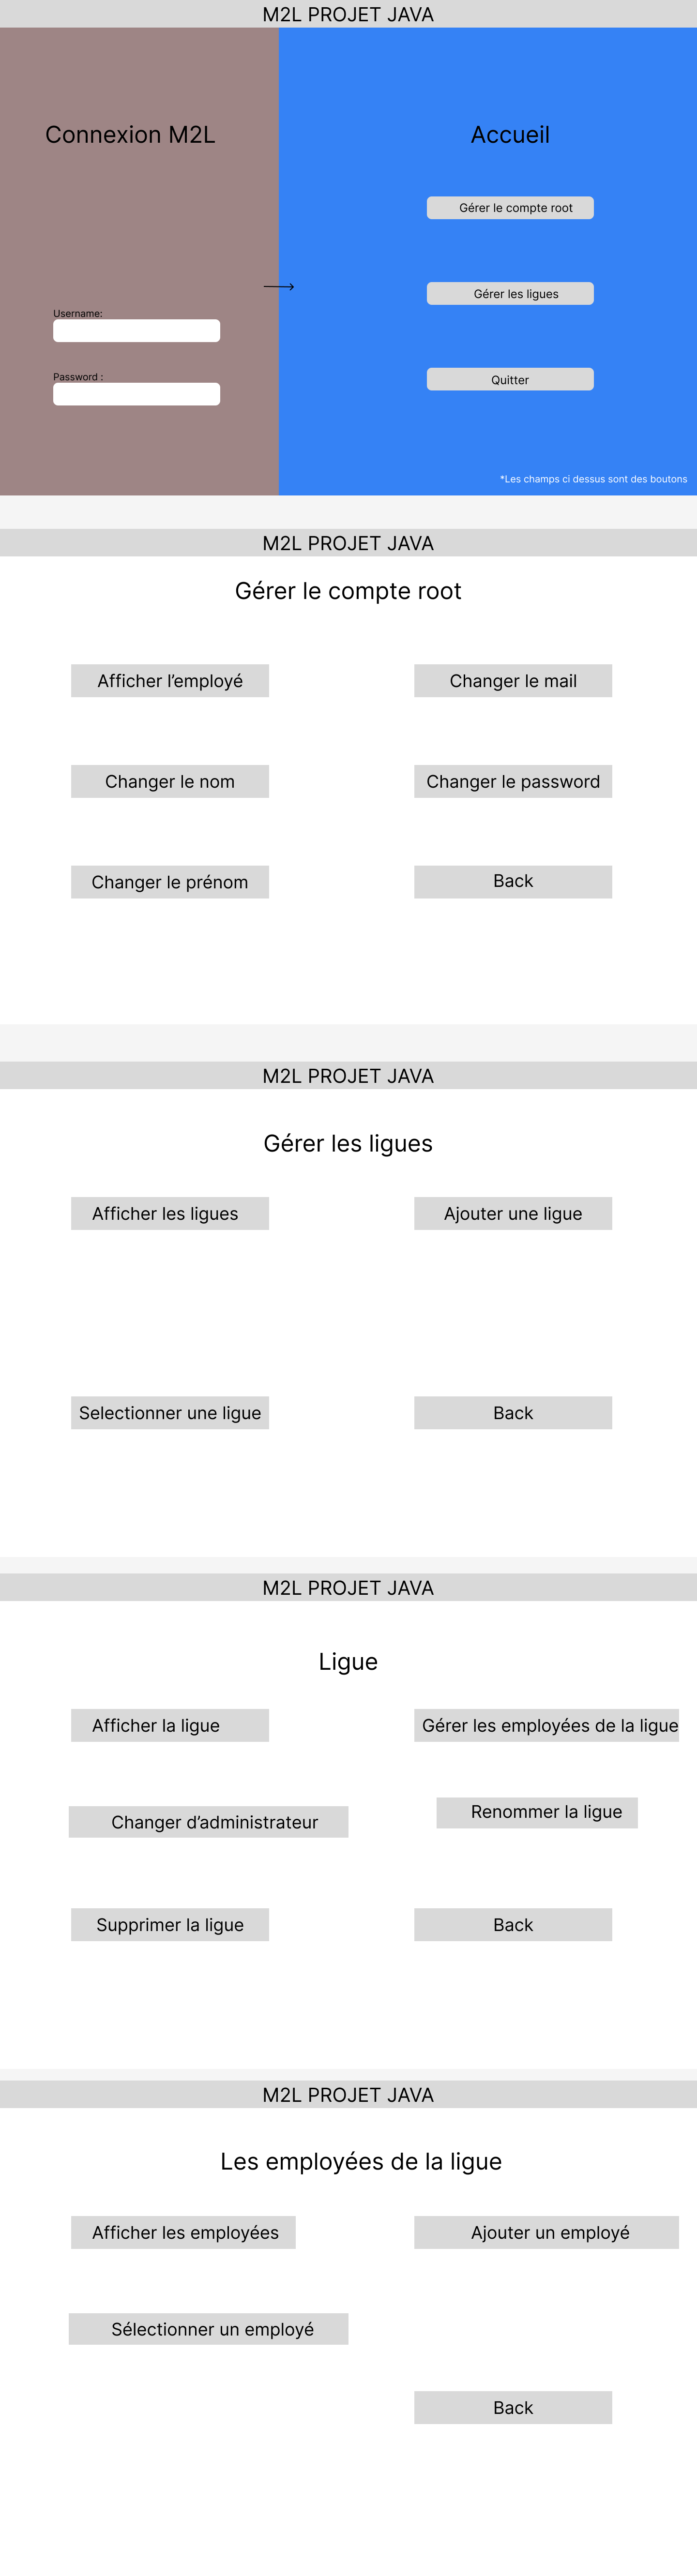 M2L PROJET JAVA
Connexion M2L
Username:
Password :
Accueil
Gérer le compte root
Gérer les ligues
Quitter
*Les champs ci dessus sont des boutons
M2L PROJET JAVA
Gérer le compte root
Afficher l’employé
Changer le mail
Changer le nom
Changer le password
Changer le prénom
Back
M2L PROJET JAVA
Gérer les ligues
Afficher les ligues
Ajouter une ligue
Selectionner une ligue
Back
M2L PROJET JAVA
Ligue
Afficher la ligue
Gérer les employées de la ligue
Changer d’administrateur
Renommer la ligue
Supprimer la ligue
Back
M2L PROJET JAVA
Les employées de la ligue
Afficher les employées
Ajouter un employé
Sélectionner un employé
Back